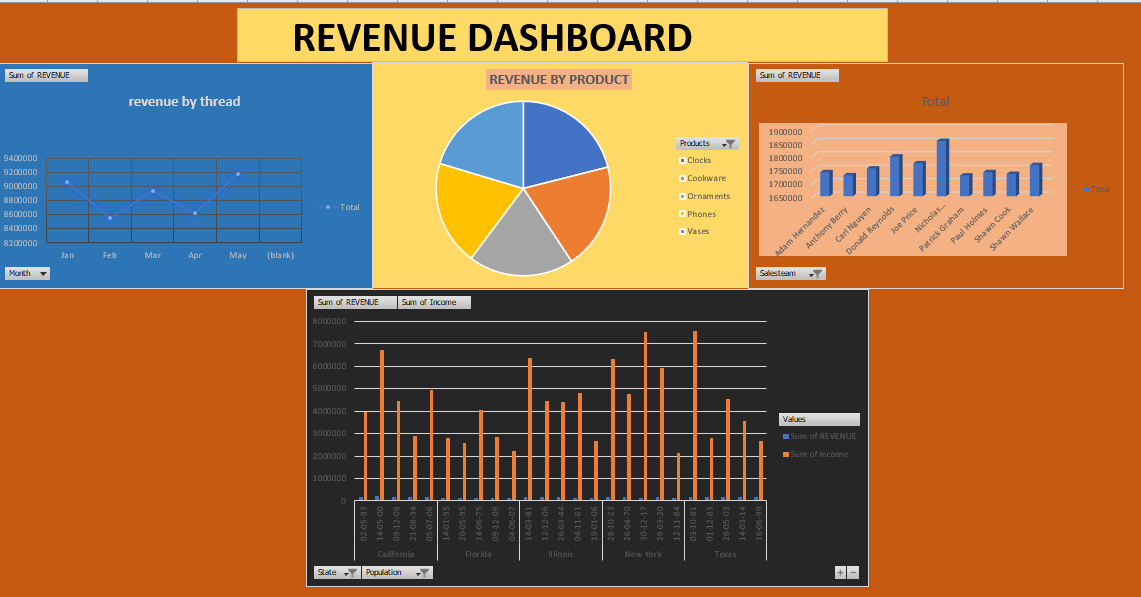 REVENUE DASHBOARD
Sum of REVENUE
revenue by thread
9400000
9200000
9000000
8800000
8600000
8400000
8200000
Jan Feb Mar Apr May (blank)
Total
Month
REVENUE BY PRODUCT
Products
Clocks
Cookware
Ornaments
Phones
Vases
Sum of REVENUE
Total
1900000
1850000
1800000
1750000
1700000
1650000
Adam Hernandez
Anthony Berry
Carl Nguyen
Donald Reynolds
Joe Price
Nicholas...
Patrick Graham
Paul Holmes
Shawn Cook
Shawn Wallace
Total
Salesteam
Sum of REVENUE Sum of Income
8000000
7000000
6000000
5000000
4000000
3000000
2000000
1000000
0
02-05-93 14-05-00 09-12-09 21-08-34 05-07-06 14-01-95 20-05-95 14-06-75 09-12-09 04-06-07 14-03-81 12-12-06 26-03-44 04-11-61 19-01-06 28-10-23 26-04-70 30-12-17 29-03-20 12-11-84 03-10-81 01-12-83 26-05-03 14-03-14 16-06-99
California Florida Illinois New York Texas
Values
Sum of REVENUE
Sum of Income
State Population
+ −